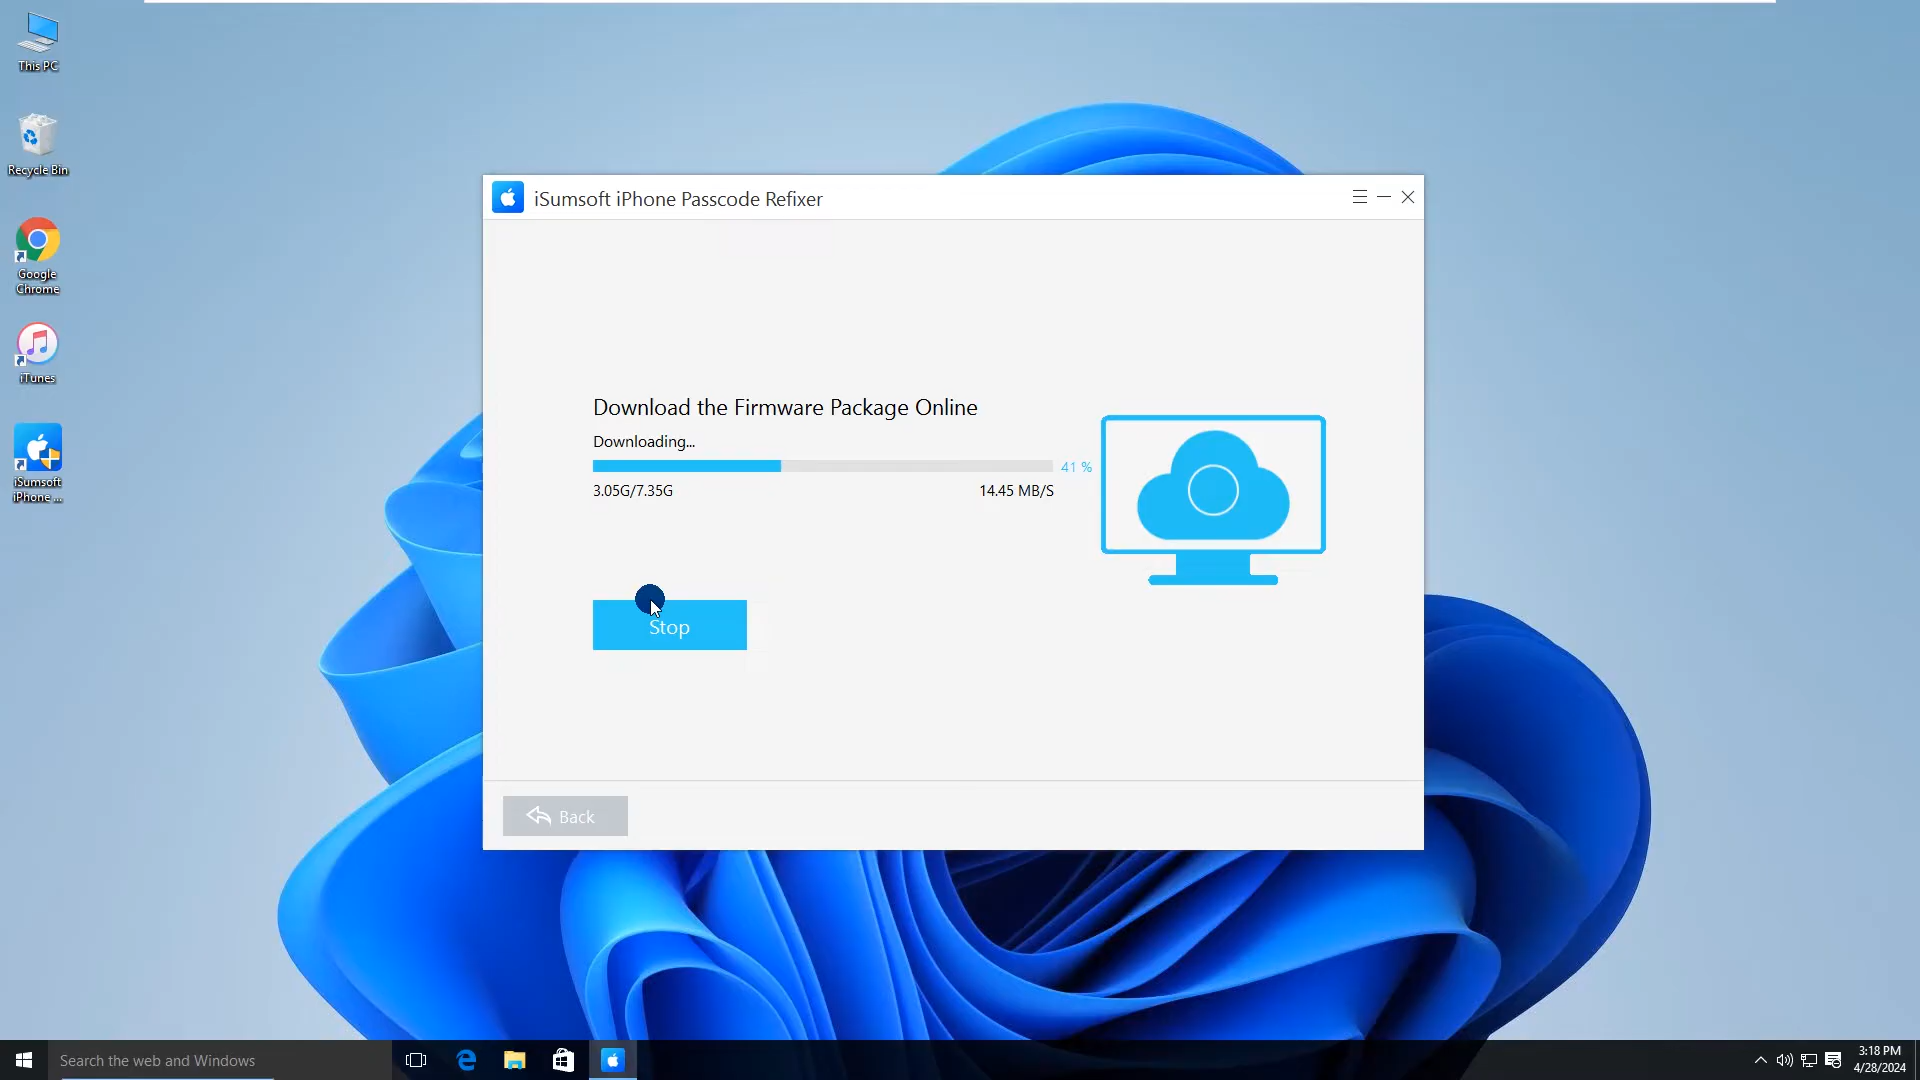 This PC
Recycle Bin
Google
Chrome
iTunes
iSumsoft
iPhone ...
iSumsoft iPhone Passcode Refixer
Download the Firmware Package Online
Downloading...
41 %
3.05G/7.35G
14.45 MB/S
Stop
Back
Search the web and Windows
3:18 PM
4/28/2024